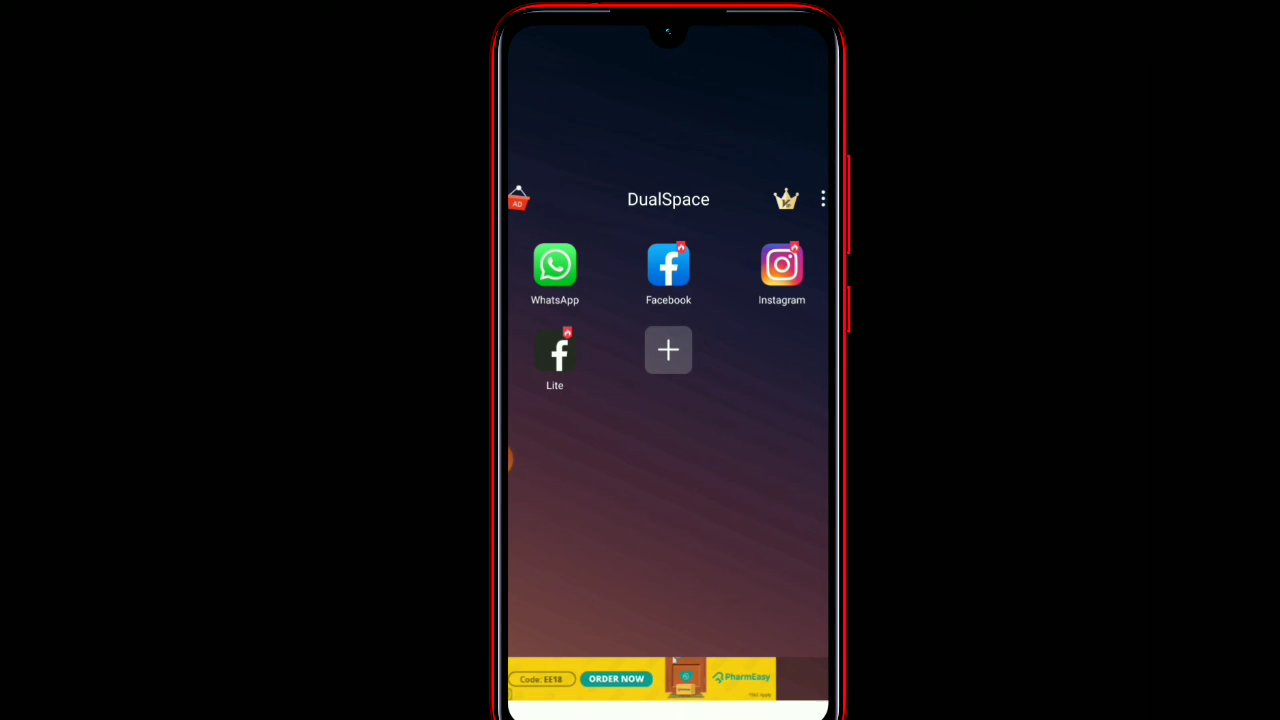 AD
DualSpace
WhatsApp
Facebook
Instagram
Lite
Code: EE18
ORDER NOW
PharmEasy